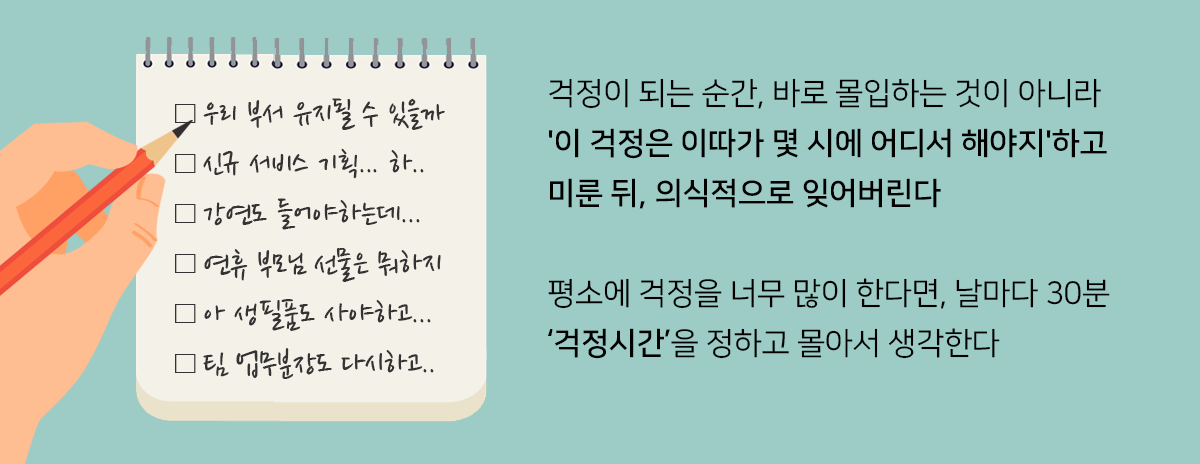 우리 부서 유지될 수 있을까
신규 서비스 기획... 하..
강연도 들어야하는데...
연휴 부모님 선물은 뭐하지
아 생필품도 사야하고...
팀 업무분장도 다시하고..
걱정이 되는 순간, 바로 몰입하는 것이 아니라
'이 걱정은 이따가 몇 시에 어디서 해야지'하고
미룬 뒤, 의식적으로 잊어버린다
평소에 걱정을 너무 많이 한다면, 날마다 30분
‘걱정시간’을 정하고 몰아서 생각한다